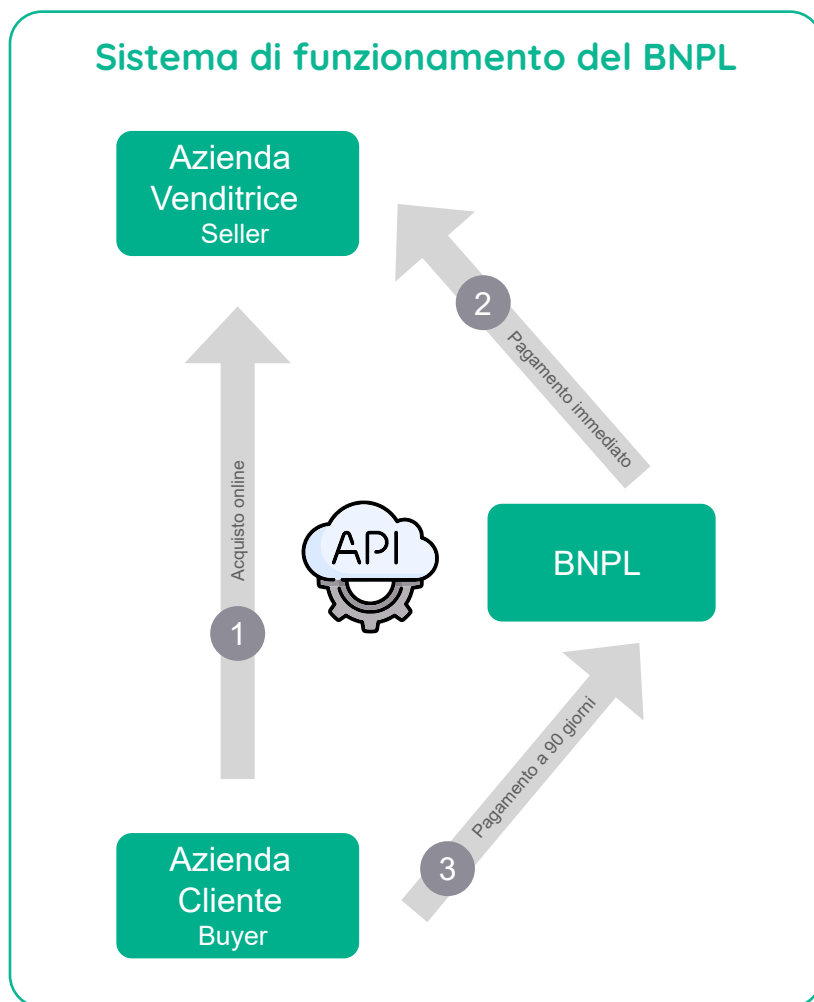 Sistema di funzionamento del BNPL
Azienda
Venditrice
Seller
2
Pagamento immediato
Acquisto online
API
BNPL
1
Pagamento a 90 giorni
3
Azienda
Cliente
Buyer